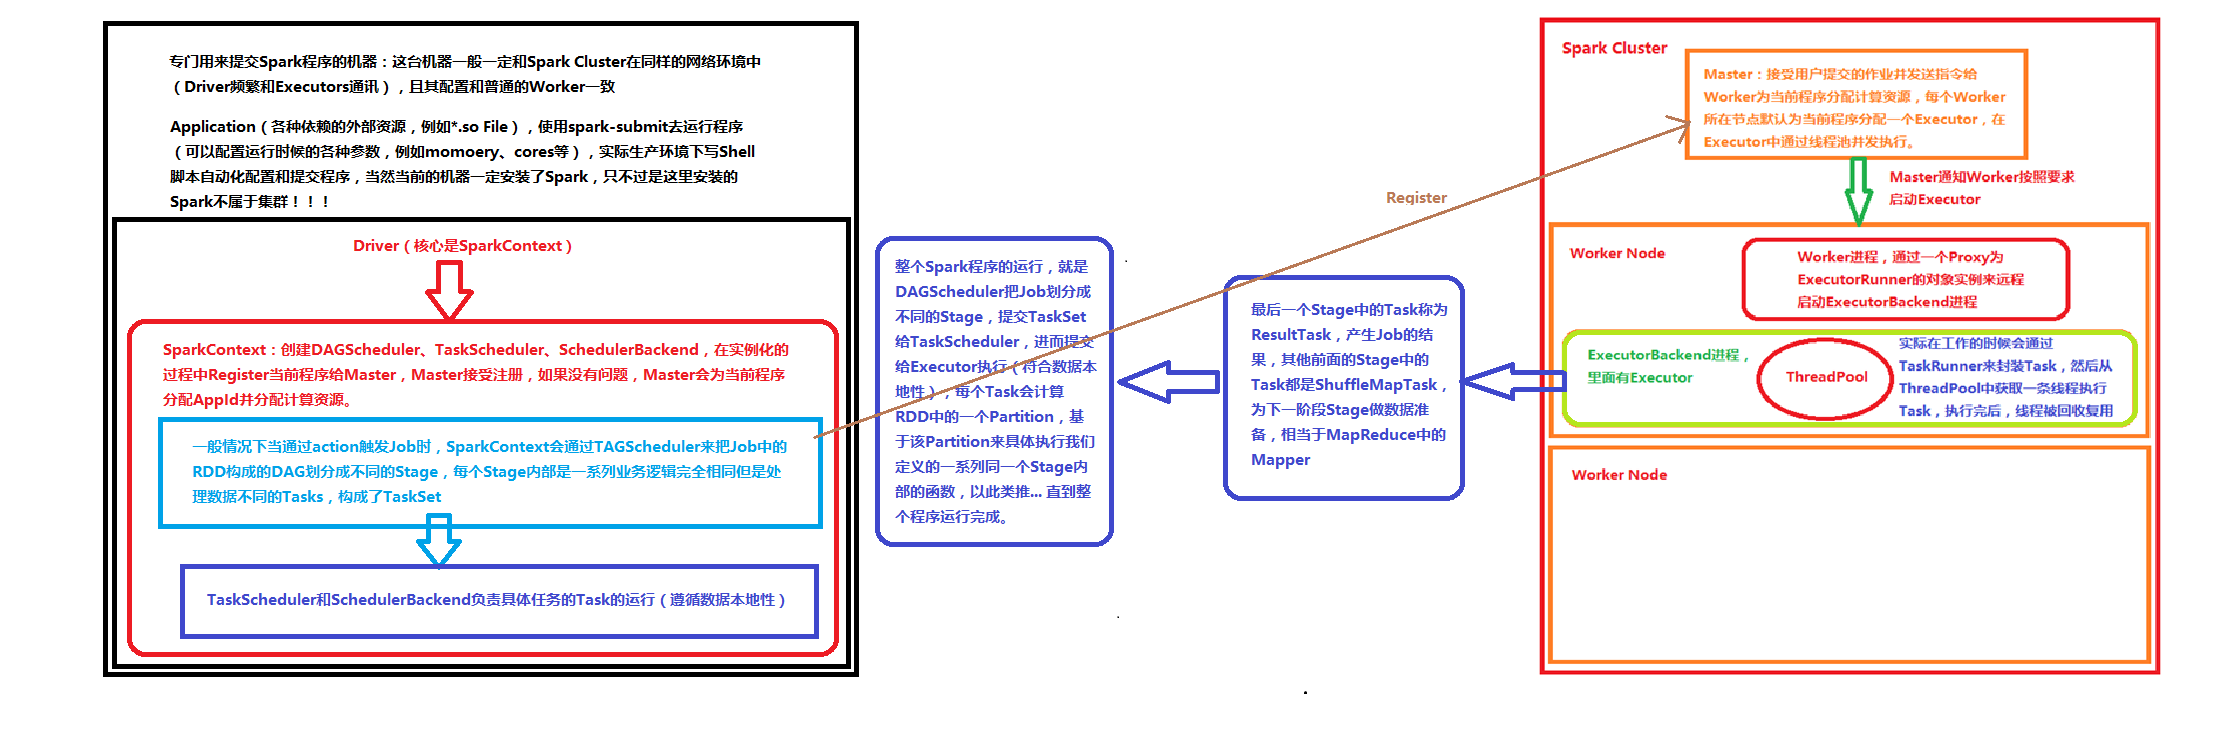 专门用来提交Spark程序的机器：这台机器一般一定和Spark Cluster在同样的网络环境中
（Driver频繁和Executors通讯），且其配置和普通的Worker一致
Application（各种依赖的外部资源，例如*.so File），使用spark-submit去运行程序
（可以配置运行时候的各种参数，例如momoery、cores等），实际生产环境下写Shell
脚本自动化配置和提交程序，当然当前的机器一定安装了Spark，只不过是这里安装的
Spark不属于集群！！！
Driver（核心是SparkContext）
SparkContext：创建DAGScheduler、TaskScheduler、SchedulerBackend，在实例化的
过程中Register当前程序给Master，Master接受注册，如果没有问题，Master会为当前程序
分配AppId并分配计算资源。
一般情况下当通过action触发Job时，SparkContext会通过TAGScheduler来把Job中的
RDD构成的DAG划分成不同的Stage，每个Stage内部是一系列业务逻辑完全相同但是处
理数据不同的Tasks，构成了TaskSet
TaskScheduler和SchedulerBackend负责具体任务的Task的运行（遵循数据本地性）
整个Spark程序的运行，就是
DAGScheduler把Job划分成
不同的Stage，提交TaskSet
给TaskScheduler，进而提交
给Executor执行（符合数据本
地性），每个Task会计算
RDD中的一个Partition，基
于该Partition来具体执行我们
定义的一系列同一个Stage内
部的函数，以此类推... 直到整
个程序运行完成。
最后一个Stage中的Task称为
ResultTask，产生Job的结
果，其他前面的Stage中的
Task都是ShuffleMapTask，
为下一阶段Stage做数据准
备，相当于MapReduce中的
Mapper
Register
Spark Cluster
Master：接受用户提交的作业并发送指令给
Worker为当前程序分配计算资源，每个Worker
所在节点默认为当前程序分配一个Executor，在
Executor中通过线程池并发执行。
Master通知Worker按照要求
启动Executor
Worker Node
Worker进程，通过一个Proxy为
ExecutorRunner的对象实例来远程
启动ExecutorBackend进程
ExecutorBackend进程，
里面有Executor
ThreadPool
实际在工作的时候会通过
TaskRunner来封装Task，然后从
ThreadPool中获取一条线程执行
Task，执行完后，线程被回收复用
Worker Node